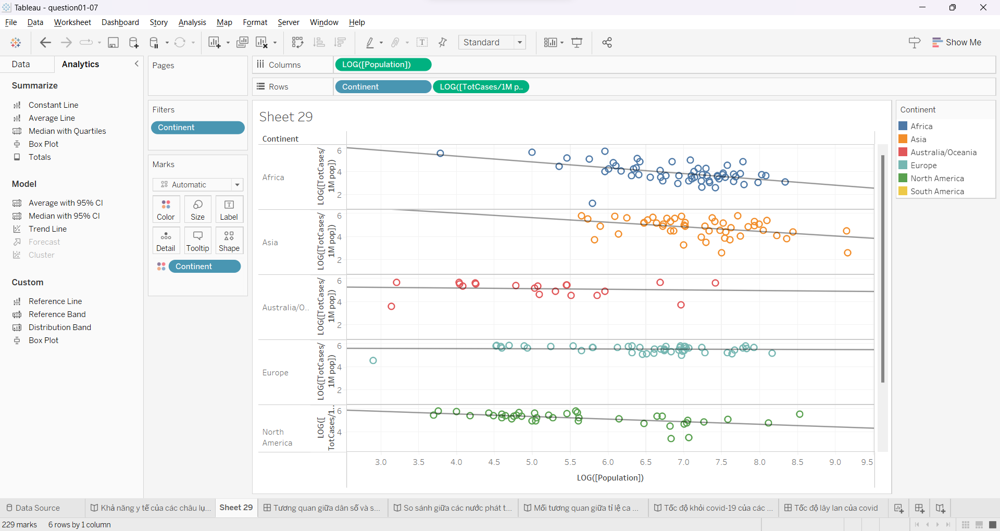 Tableau - question01-07
File Data Worksheet Dashboard Story Analysis Map Format Server Window Help
Standard
Show Me
Data Analytics
Summarize
Constant Line
Average Line
Median with Quartiles
Box Plot
Totals
Model
Average with 95% CI
Median with 95% CI
Trend Line
Forecast
Cluster
Custom
Reference Line
Reference Band
Distribution Band
Box Plot
Pages
Filters
Continent
Marks
Automatic
Color Size Label
Detail Tooltip Shape
Continent
Columns LOG([Population])
Rows Continent LOG([TotCases/1M p..
Sheet 29
Continent
Africa
LOG([TotCases/
1M pop])
6
4
2
Asia
LOG([TotCases/
1M pop])
6
4
2
Australia/O..
LOG([TotCases/
1M pop])
6
4
2
Europe
LOG([TotCases/
1M pop])
6
4
2
North
America
LOG([
TotCases/1..
6
4
3.0 3.5 4.0 4.5 5.0 5.5 6.0 6.5 7.0 7.5 8.0 8.5 9.0 9.5
LOG([Population])
Continent
Africa
Asia
Australia/Oceania
Europe
North America
South America
Data Source Khả năng y tế của các châu lụ... Sheet 29 Tương quan giữa dân số và s... So sánh giữa các nước phát t... Mối tương quan giữa tỉ lệ ca ... Tốc độ khỏi covid-19 của các ... Tốc độ lây lan của covid
229 marks 6 rows by 1 column